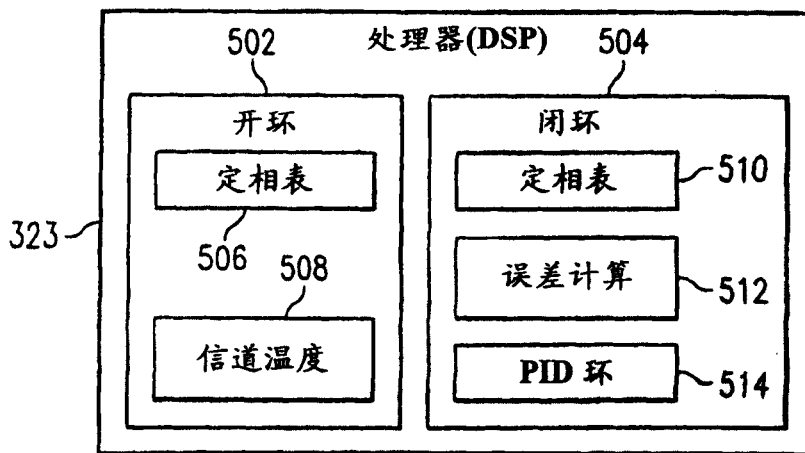 处理器(DSP)
502
504
开环
闭环
定相表
定相表
510
506
323
508
误差计算
512
信道温度
PID 环
514